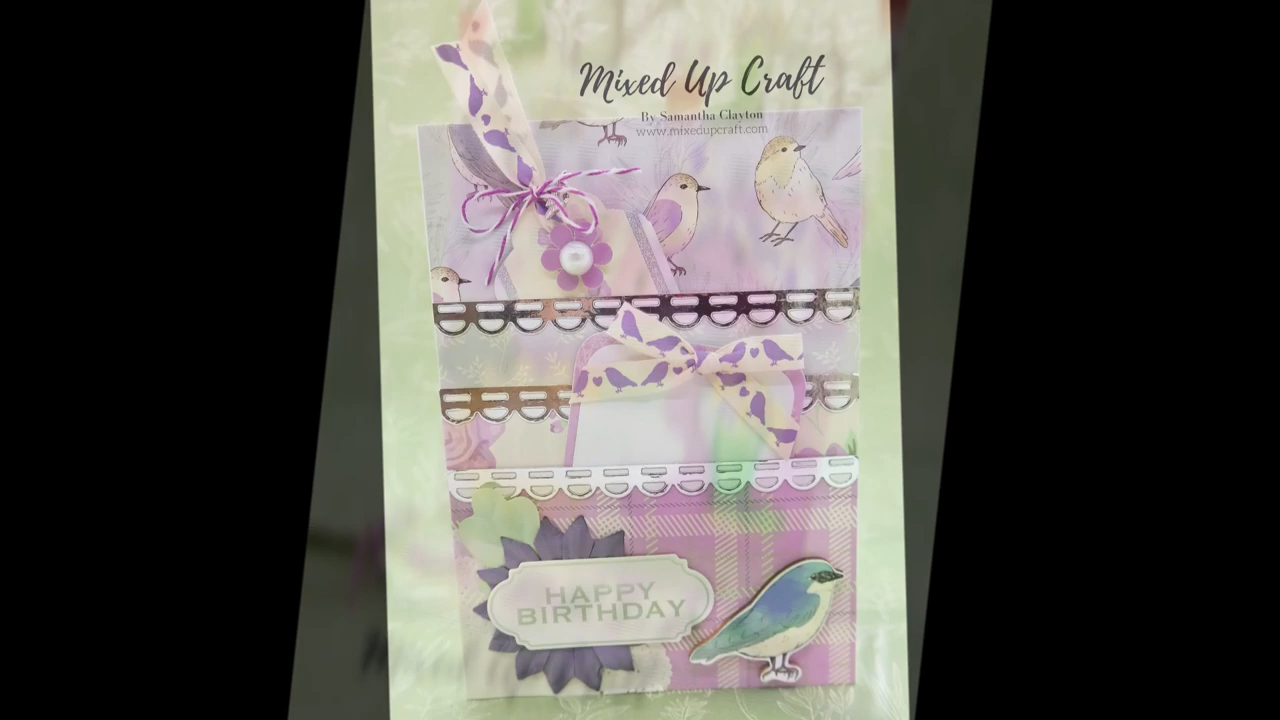 Mixed Up Craft
By Samantha Clayton
www.mixedupcraft.com
HAPPY
BIRTHDAY